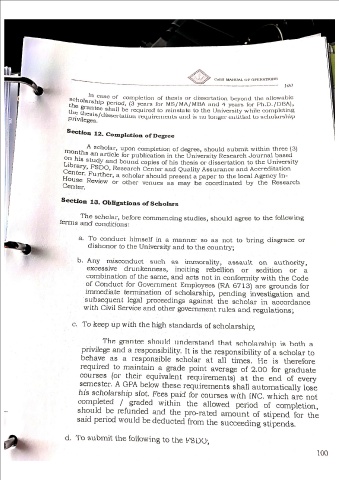 CNSC MANUAL OF OPERATIONS
100
In case of completion of thesis or dissertation beyond the allowable
scholarship period, (3 years for MS/MA/MBA and 4 years for Ph.D./DBA),
the grantee shall be required to reinstate to the University while completing
the thesis/dissertation requirements and is no longer entitled to scholarship
privileges.
Section 12. Completion of Degree
A scholar, upon completion of degree, should submit within three (3)
months an article for publication in the University Research Journal based
on his study and bound copies of his thesis or dissertation to the University
Library, FSDO, Research Center and Quality Assurance and Accreditation
Center. Further, a scholar should present a paper to the local Agency In-
House Review or other venues as may be coordinated by the Research
Center.
Section 13. Obligations of Scholars
The scholar, before commencing studies, should agree to the following
terms and conditions:
a. To conduct himself in a manner so as not to bring disgrace or
dishonor to the University and to the country;
b. Any misconduct such as immorality, assault on authority,
excessive drunkenness, inciting rebellion or sedition or a
combination of the same, and acts not in conformity with the Code
of Conduct for Government Employees (RA 6713) are grounds for
immediate termination of scholarship, pending investigation and
subsequent legal proceedings against the scholar in accordance
with Civil Service and other government rules and regulations;
c. To keep up with the high standards of scholarship;
The grantee should understand that scholarship is both a
privilege and a responsibility. It is the responsibility of a scholar to
behave as a responsible scholar at all times. He is therefore
required to maintain a grade point average of 2.00 for graduate
courses (or their equivalent requirements) at the end of every
semester. A GPA below these requirements shall automatically lose
his scholarship slot. Fees paid for courses with INC. which are not
completed / graded within the allowed period of completion,
should be refunded and the pro-rated amount of stipend for the
said period would be deducted from the succeeding stipends.
d. To submit the following to the FSDO;
100